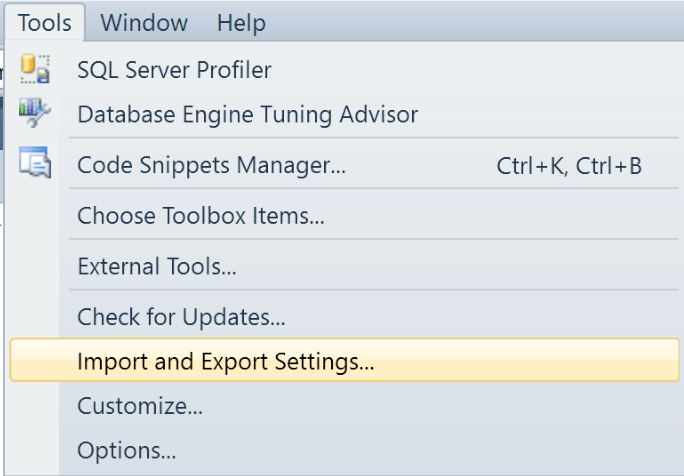 Tools Window Help
SQL Server Profiler
Database Engine Tuning Advisor
Code Snippets Manager... Ctrl+K, Ctrl+B
Choose Toolbox Items...
External Tools...
Check for Updates...
Import and Export Settings...
Customize...
Options...